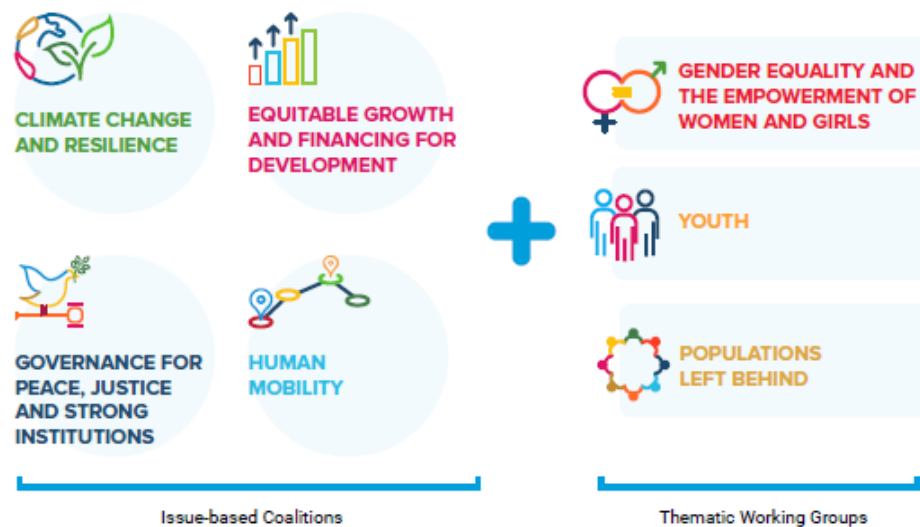 CLIMATE CHANGE
AND RESILIENCE
EQUITABLE GROWTH
AND FINANCING FOR
DEVELOPMENT
GOVERNANCE FOR
PEACE, JUSTICE
AND STRONG
INSTITUTIONS
HUMAN
MOBILITY
Issue-based Coalitions
GENDER EQUALITY AND
THE EMPOWERMENT OF
WOMEN AND GIRLS
YOUTH
POPULATIONS
LEFT BEHIND
Thematic Working Groups